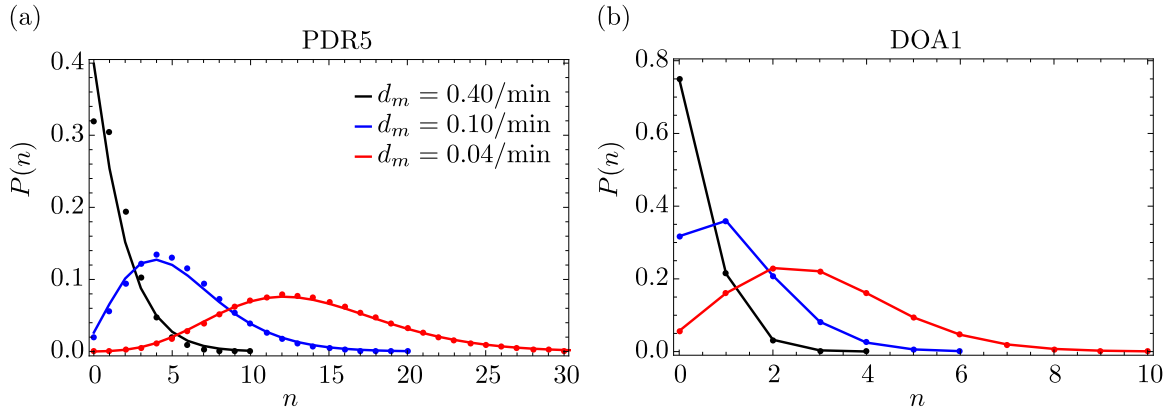 (a)
PDR5
P(n)
0.4
0.3
0.2
0.1
0.0
d_m = 0.40/min
d_m = 0.10/min
d_m = 0.04/min
0 5 10 15 20 25 30
n
(b)
DOA1
P(n)
0.8
0.6
0.4
0.2
0.0
0 2 4 6 8 10
n